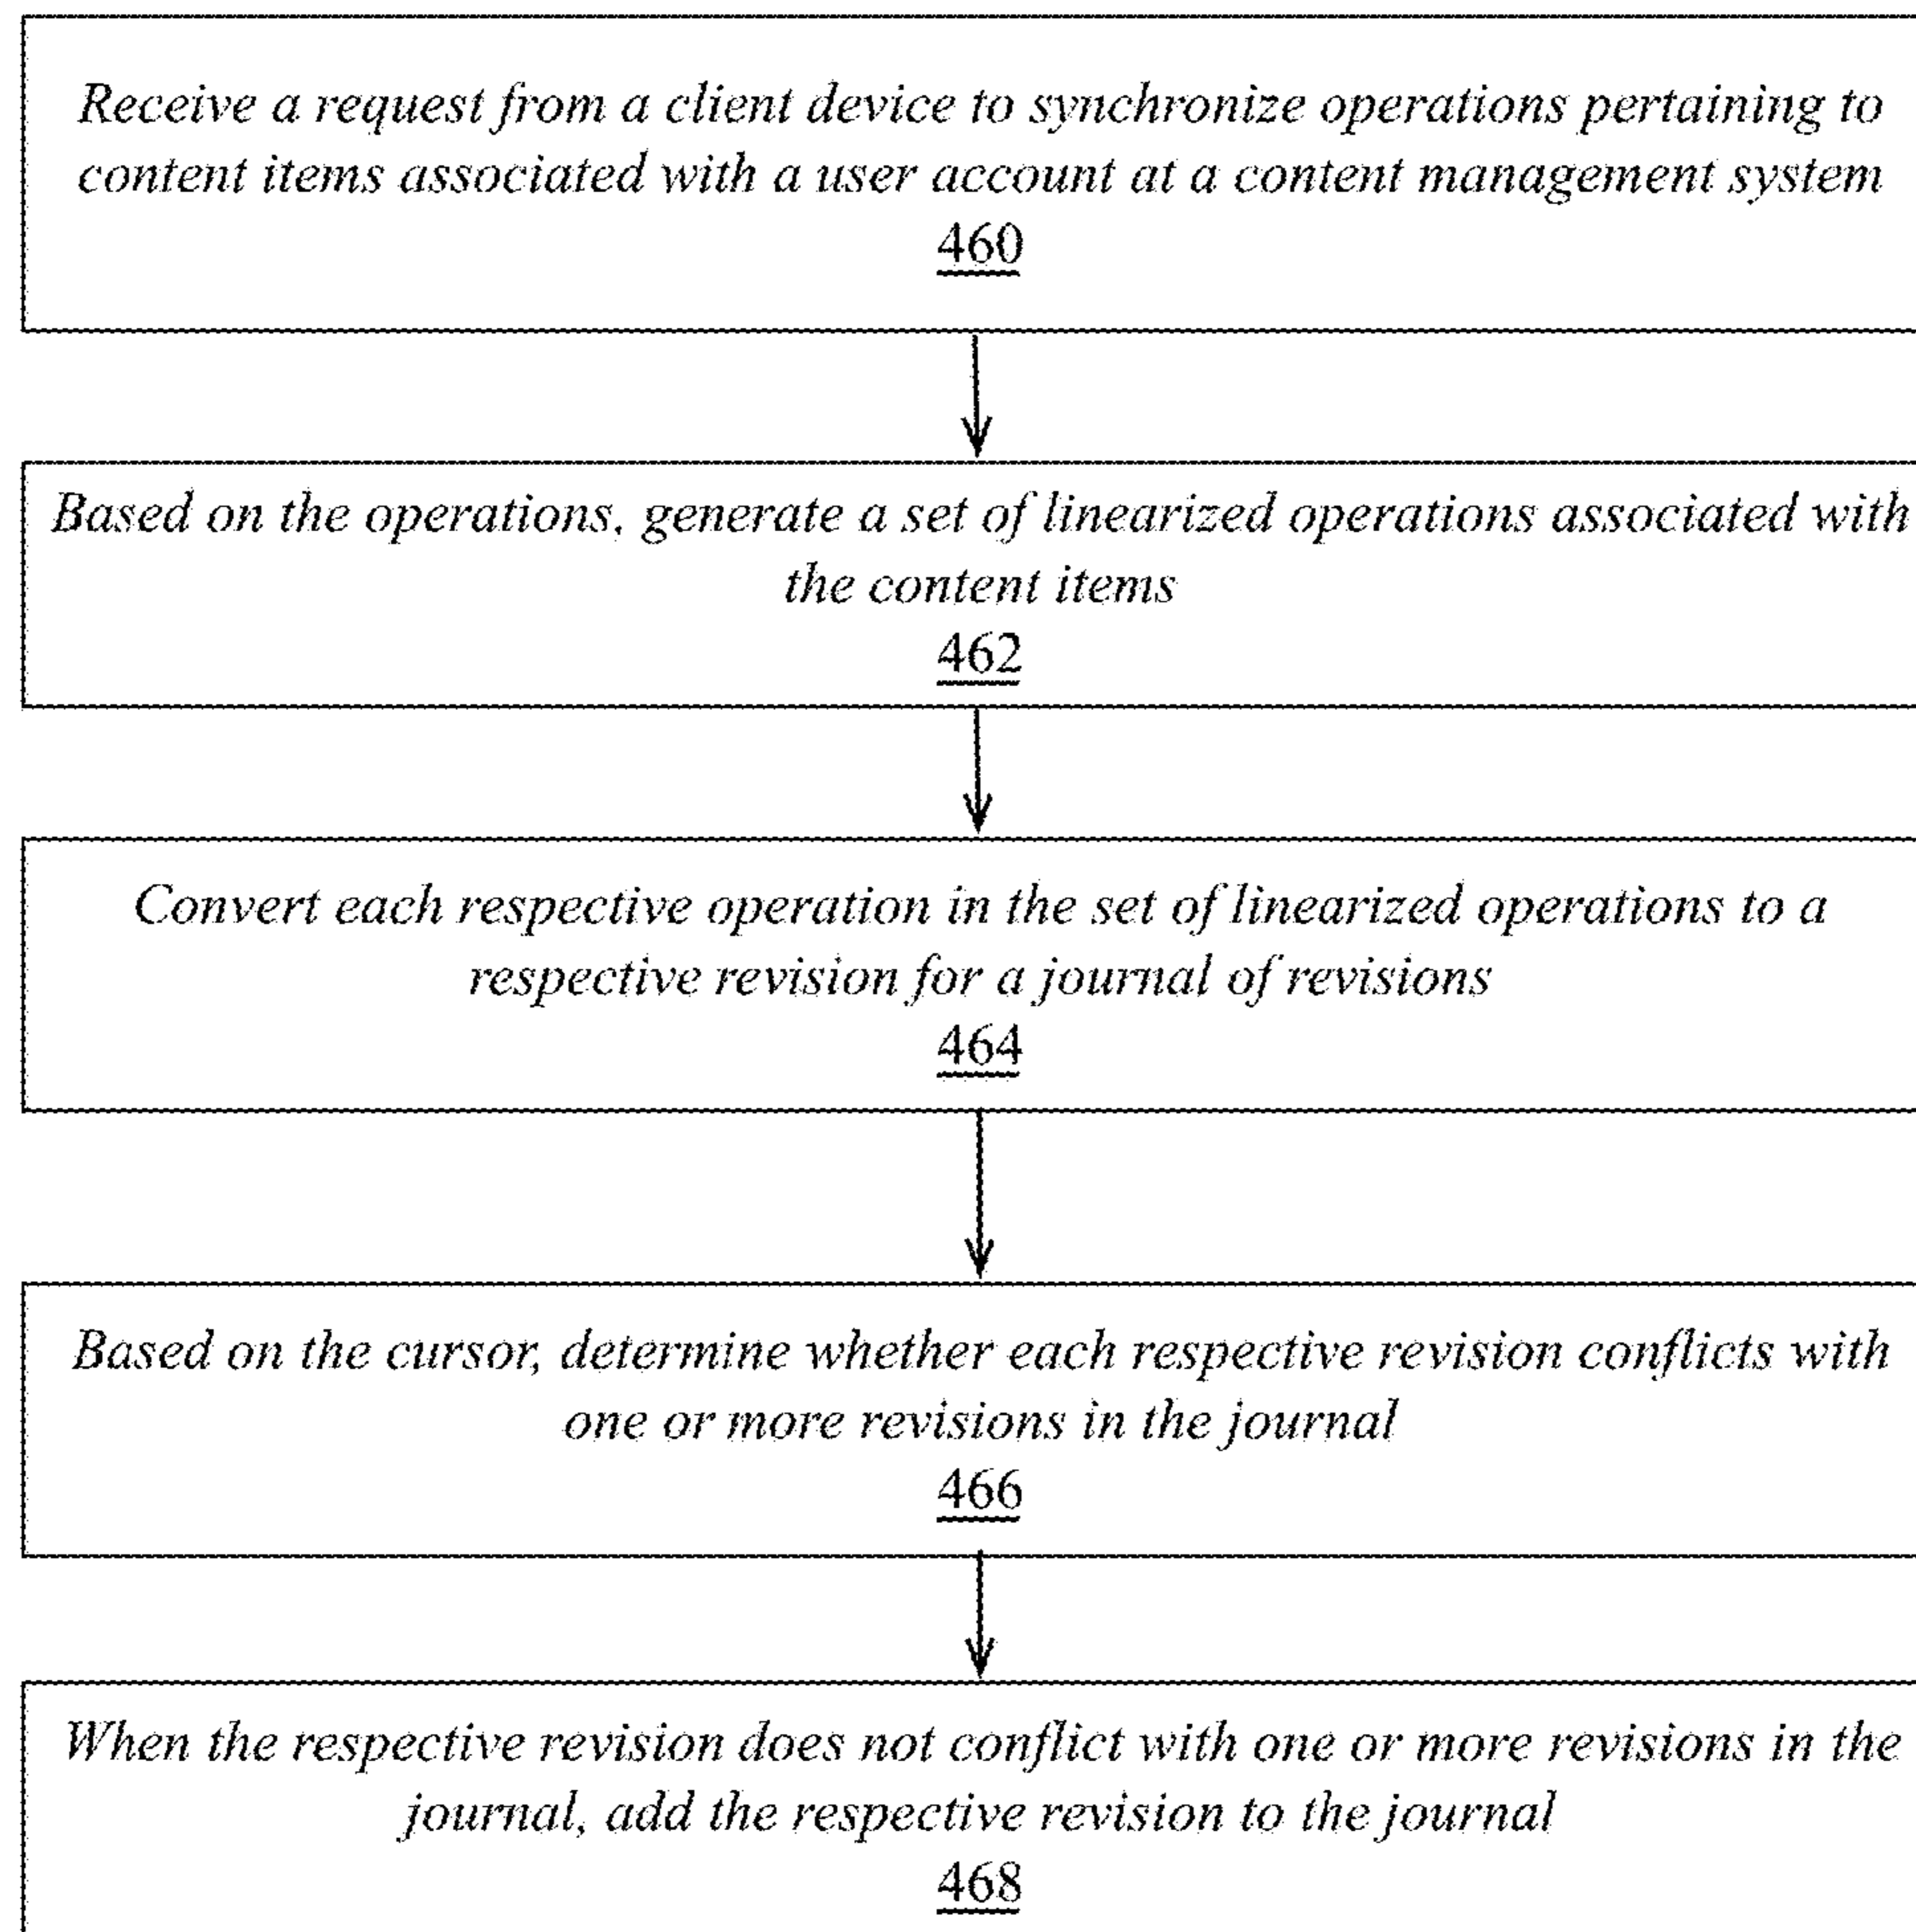 Receive a request from a client device to synchronize operations pertaining to
content items associated with a user account at a content management system
460
Based on the operations, generate a set of linearized operations associated with
the content items
462
Convert each respective operation in the set of linearized operations to a
respective revision for a journal of revisions
464
Based on the cursor, determine whether each respective revision conflicts with
one or more revisions in the journal
466
When the respective revision does not conflict with one or more revisions in the
journal, add the respective revision to the journal
468